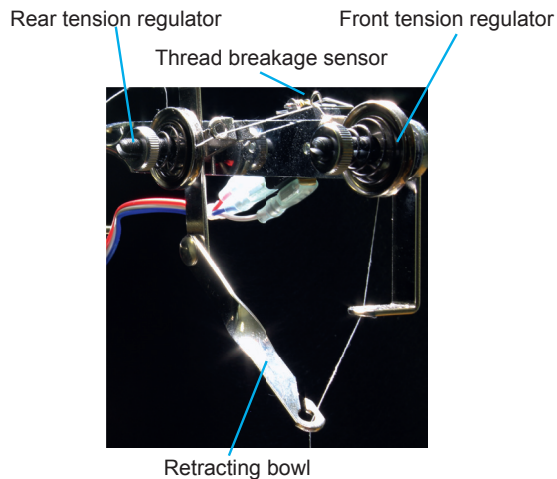 Rear tension regulator
Front tension regulator
Thread breakage sensor
Retracting bowl